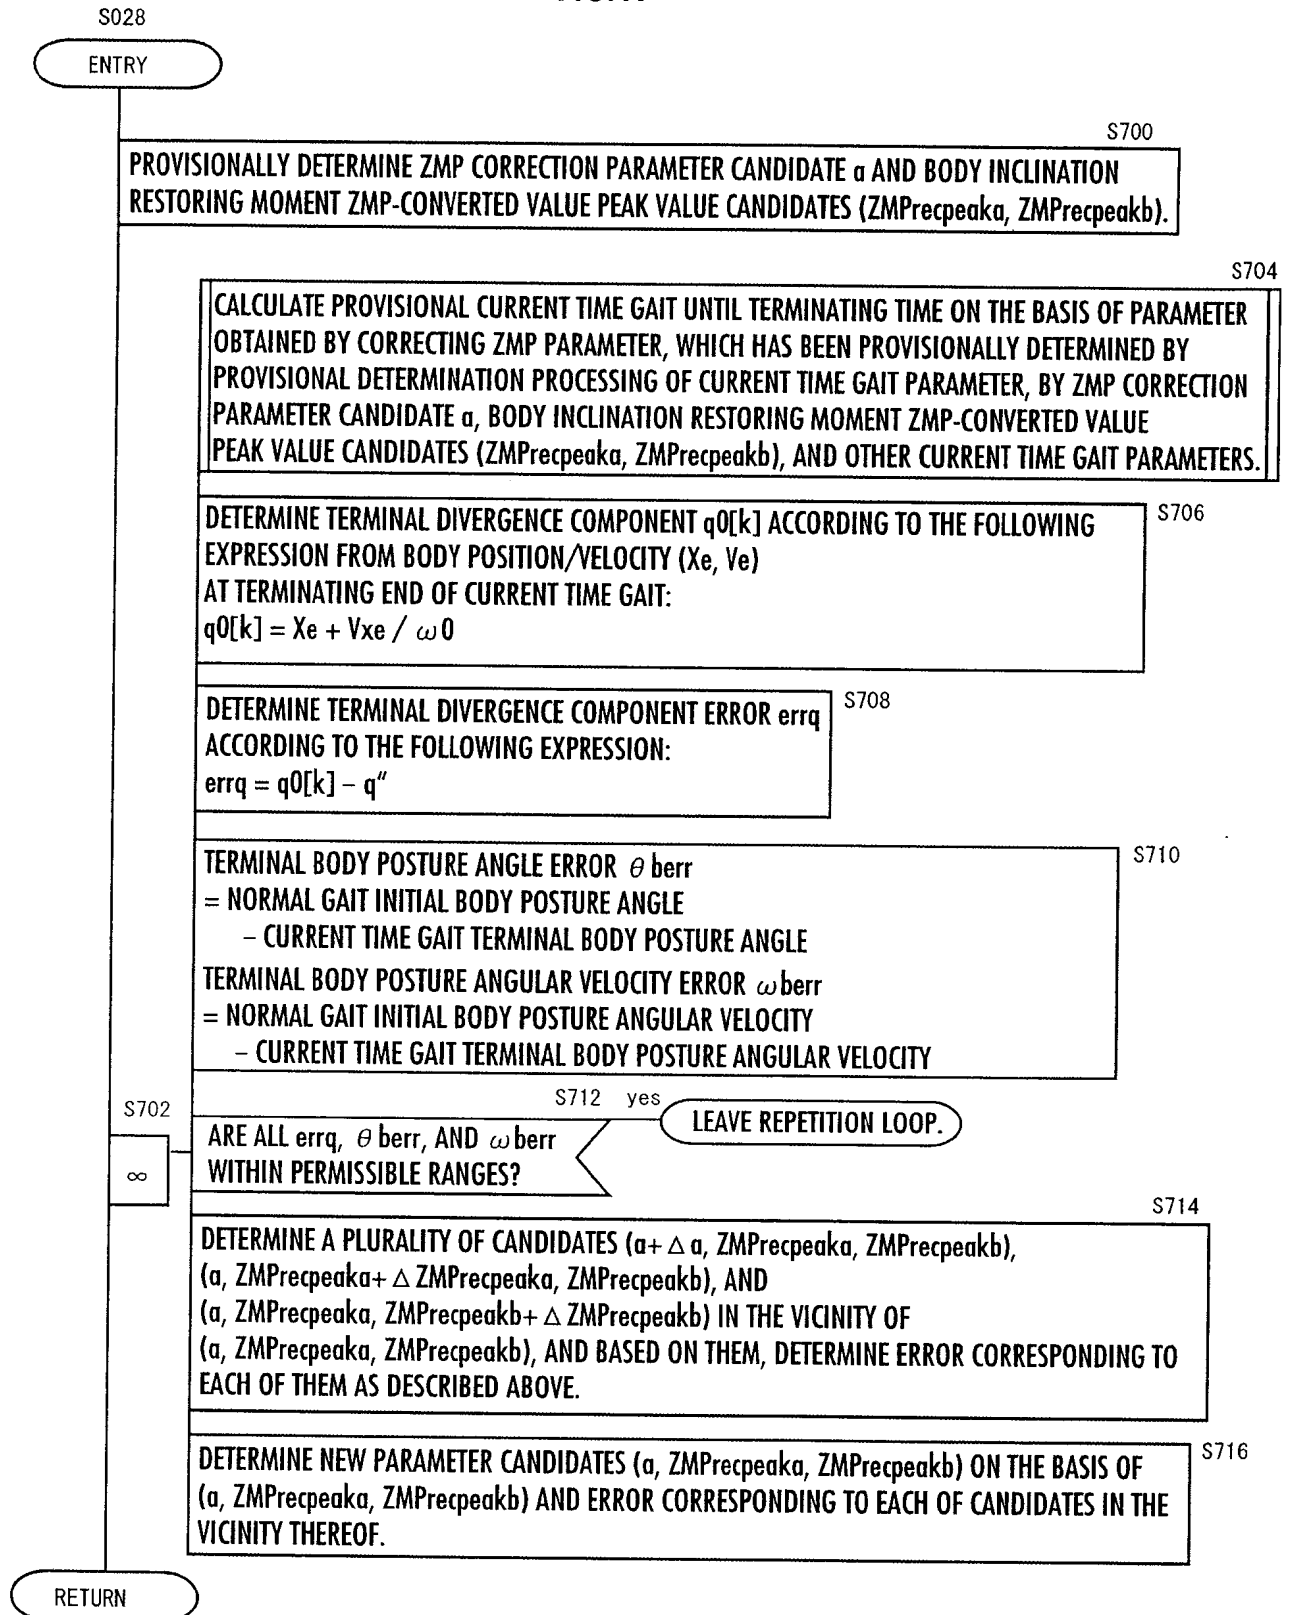 S028
ENTRY
S700
PROVISIONALLY DETERMINE ZMP CORRECTION PARAMETER CANDIDATE a AND BODY INCLINATION
RESTORING MOMENT ZMP-CONVERTED VALUE PEAK VALUE CANDIDATES (ZMPrecpeaka, ZMPrecpeakb).
S704
CALCULATE PROVISIONAL CURRENT TIME GAIT UNTIL TERMINATING TIME ON THE BASIS OF PARAMETER
OBTAINED BY CORRECTING ZMP PARAMETER, WHICH HAS BEEN PROVISIONALLY DETERMINED BY
PROVISIONAL DETERMINATION PROCESSING OF CURRENT TIME GAIT PARAMETER, BY ZMP CORRECTION
PARAMETER CANDIDATE a, BODY INCLINATION RESTORING MOMENT ZMP-CONVERTED VALUE
PEAK VALUE CANDIDATES (ZMPrecpeaka, ZMPrecpeakb), AND OTHER CURRENT TIME GAIT PARAMETERS.
S706
DETERMINE TERMINAL DIVERGENCE COMPONENT q0[k] ACCORDING TO THE FOLLOWING
EXPRESSION FROM BODY POSITION/VELOCITY (Xe, Ve)
AT TERMINATING END OF CURRENT TIME GAIT:
q0[k] = Xe + Vxe / ω0
S708
DETERMINE TERMINAL DIVERGENCE COMPONENT ERROR errq
ACCORDING TO THE FOLLOWING EXPRESSION:
errq = q0[k] – q″
S710
TERMINAL BODY POSTURE ANGLE ERROR θ berr
= NORMAL GAIT INITIAL BODY POSTURE ANGLE
– CURRENT TIME GAIT TERMINAL BODY POSTURE ANGLE
TERMINAL BODY POSTURE ANGULAR VELOCITY ERROR ωberr
= NORMAL GAIT INITIAL BODY POSTURE ANGULAR VELOCITY
– CURRENT TIME GAIT TERMINAL BODY POSTURE ANGULAR VELOCITY
S702
∞
S712 yes
LEAVE REPETITION LOOP.
ARE ALL errq, θ berr, AND ωberr
WITHIN PERMISSIBLE RANGES?
S714
DETERMINE A PLURALITY OF CANDIDATES (a+ △ a, ZMPrecpeaka, ZMPrecpeakb),
(a, ZMPrecpeaka+ △ ZMPrecpeaka, ZMPrecpeakb), AND
(a, ZMPrecpeaka, ZMPrecpeakb+ △ ZMPrecpeakb) IN THE VICINITY OF
(a, ZMPrecpeaka, ZMPrecpeakb), AND BASED ON THEM, DETERMINE ERROR CORRESPONDING TO
EACH OF THEM AS DESCRIBED ABOVE.
S716
DETERMINE NEW PARAMETER CANDIDATES (a, ZMPrecpeaka, ZMPrecpeakb) ON THE BASIS OF
(a, ZMPrecpeaka, ZMPrecpeakb) AND ERROR CORRESPONDING TO EACH OF CANDIDATES IN THE
VICINITY THEREOF.
RETURN